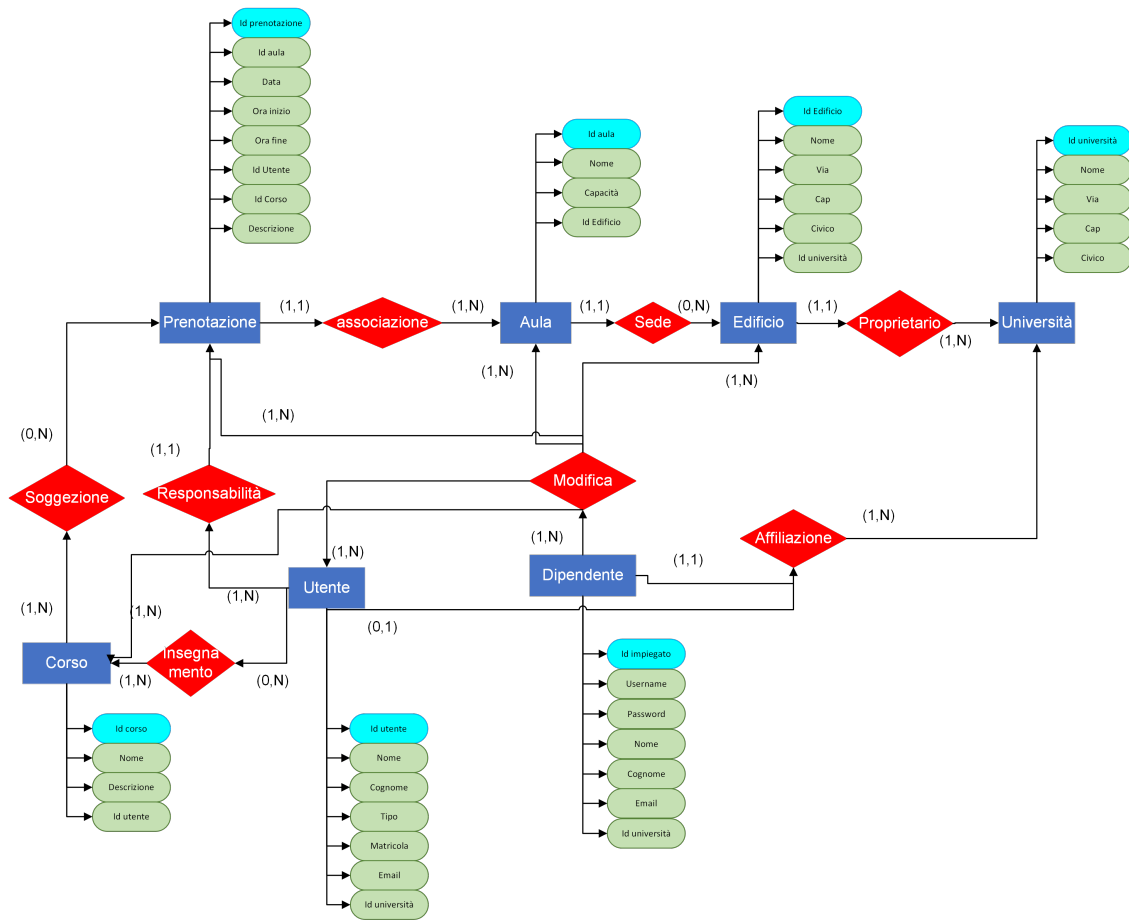 Id prenotazione
Id aula
Data
Ora inizio
Ora fine
Id Utente
Id Corso
Descrizione
Id aula
Nome
Capacità
Id Edificio
Id Edificio
Nome
Via
Cap
Civico
Id università
Id università
Nome
Via
Cap
Civico
Prenotazione
(1,1)
associazione
(1,N)
Aula
(1,1)
Sede
(0,N)
Edificio
(1,1)
Proprietario
(1,N)
Università
(1,N)
(1,N)
(1,N)
(0,N)
(1,1)
Soggezione
Responsabilità
Modifica
(1,N)
Affiliazione
(1,N)
(1,N)
(1,1)
Utente
Dipendente
(1,N)
(1,N)
(1,N)
(0,1)
Corso
(1,N)
Insegna
mento
(0,N)
Id corso
Nome
Descrizione
Id utente
Id utente
Nome
Cognome
Tipo
Matricola
Email
Id università
Id impiegato
Username
Password
Nome
Cognome
Email
Id università